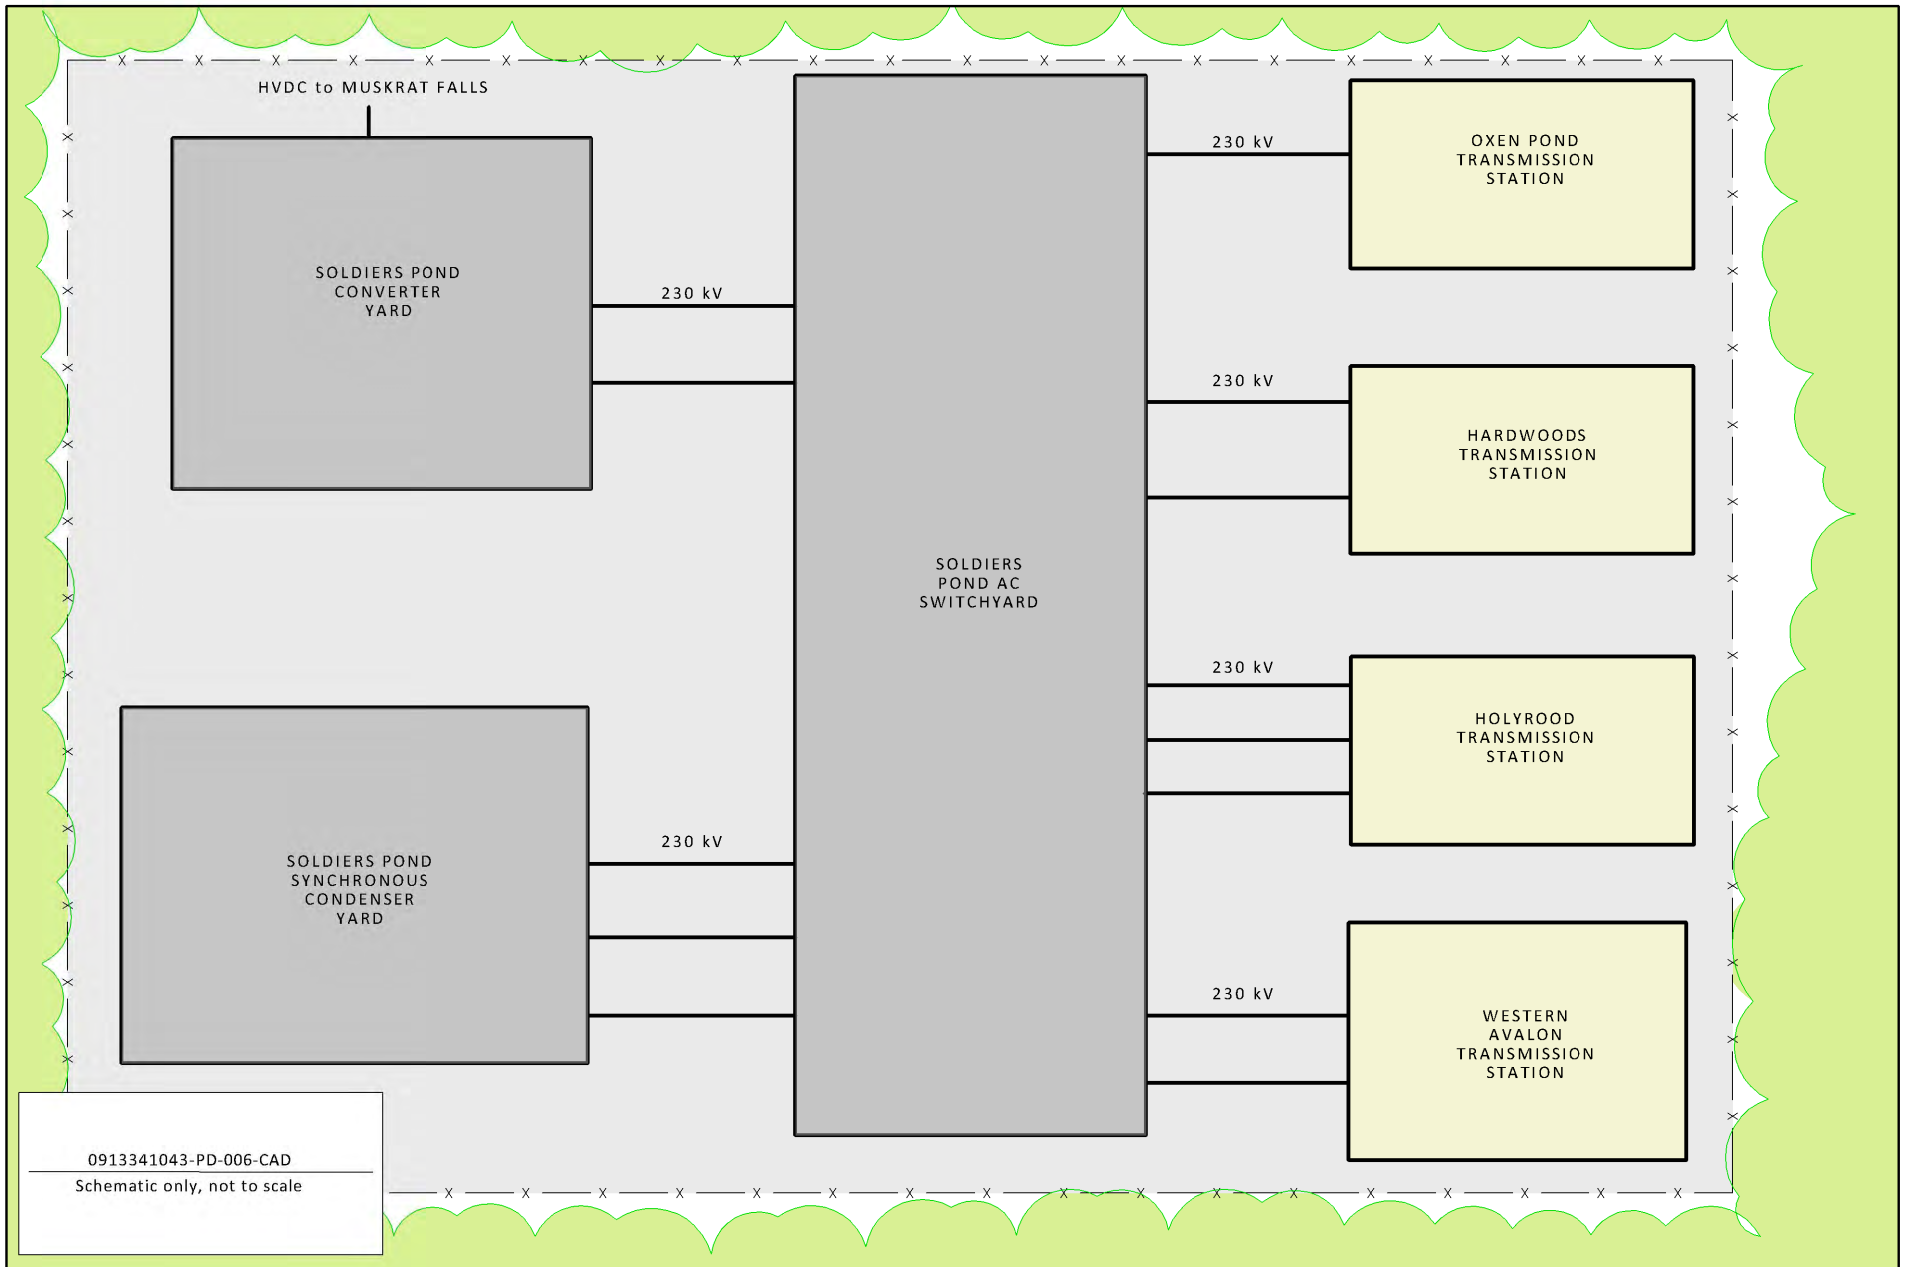 HVDC to MUSKRAT FALLS
SOLDIERS POND
CONVERTER
YARD
230 kV
SOLDIERS POND
SYNCHRONOUS
CONDENSER
YARD
230 kV
SOLDIERS
POND AC
SWITCHYARD
230 kV
OXEN POND
TRANSMISSION
STATION
230 kV
HARDWOODS
TRANSMISSION
STATION
230 kV
HOLYROOD
TRANSMISSION
STATION
230 kV
WESTERN
AVALON
TRANSMISSION
STATION
0913341043-PD-006-CAD
Schematic only, not to scale